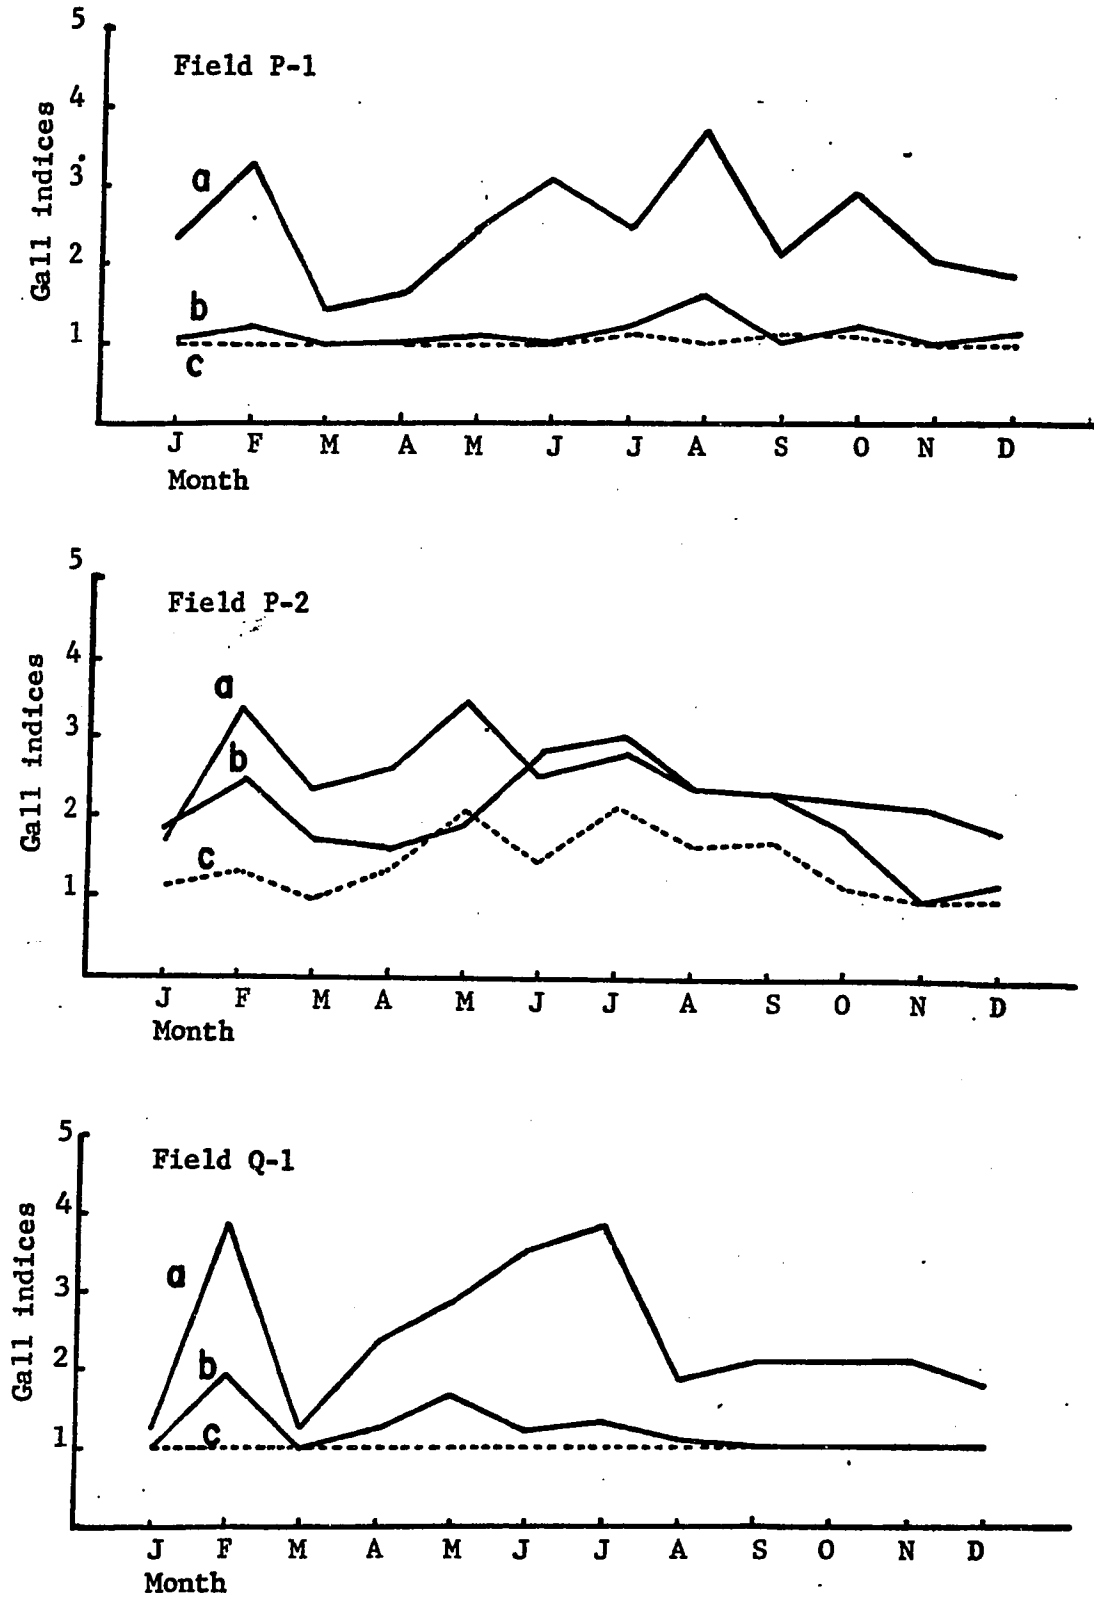 5
Field P-1
4
3
2
1
Gall indices
a
b
c
J F M A M J J A S O N D
Month
5
Field P-2
4
3
2
1
Gall indices
a
b
c
J F M A M J J A S O N D
Month
5
Field Q-1
4
3
2
1
Gall indices
a
b
c
J F M A M J J A S O N D
Month